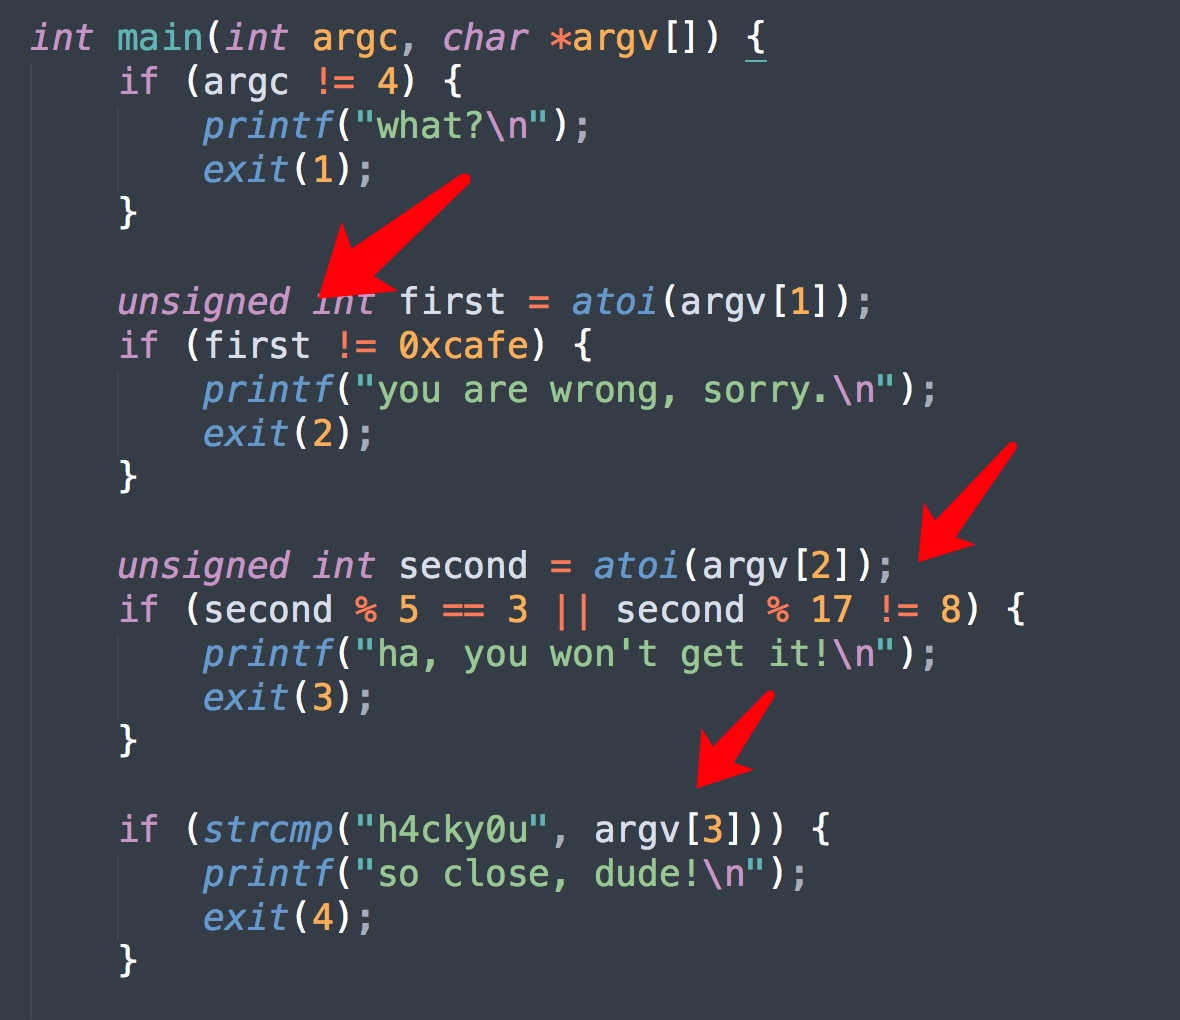 int main(int argc, char *argv[]) {
    if (argc != 4) {
        printf("what?\n");
        exit(1);
    }
    unsigned int first = atoi(argv[1]);
    if (first != 0xcafe) {
        printf("you are wrong, sorry.\n");
        exit(2);
    }
    unsigned int second = atoi(argv[2]);
    if (second % 5 == 3 || second % 17 != 8) {
        printf("ha, you won't get it!\n");
        exit(3);
    }
    if (strcmp("h4cky0u", argv[3])) {
        printf("so close, dude!\n");
        exit(4);
    }